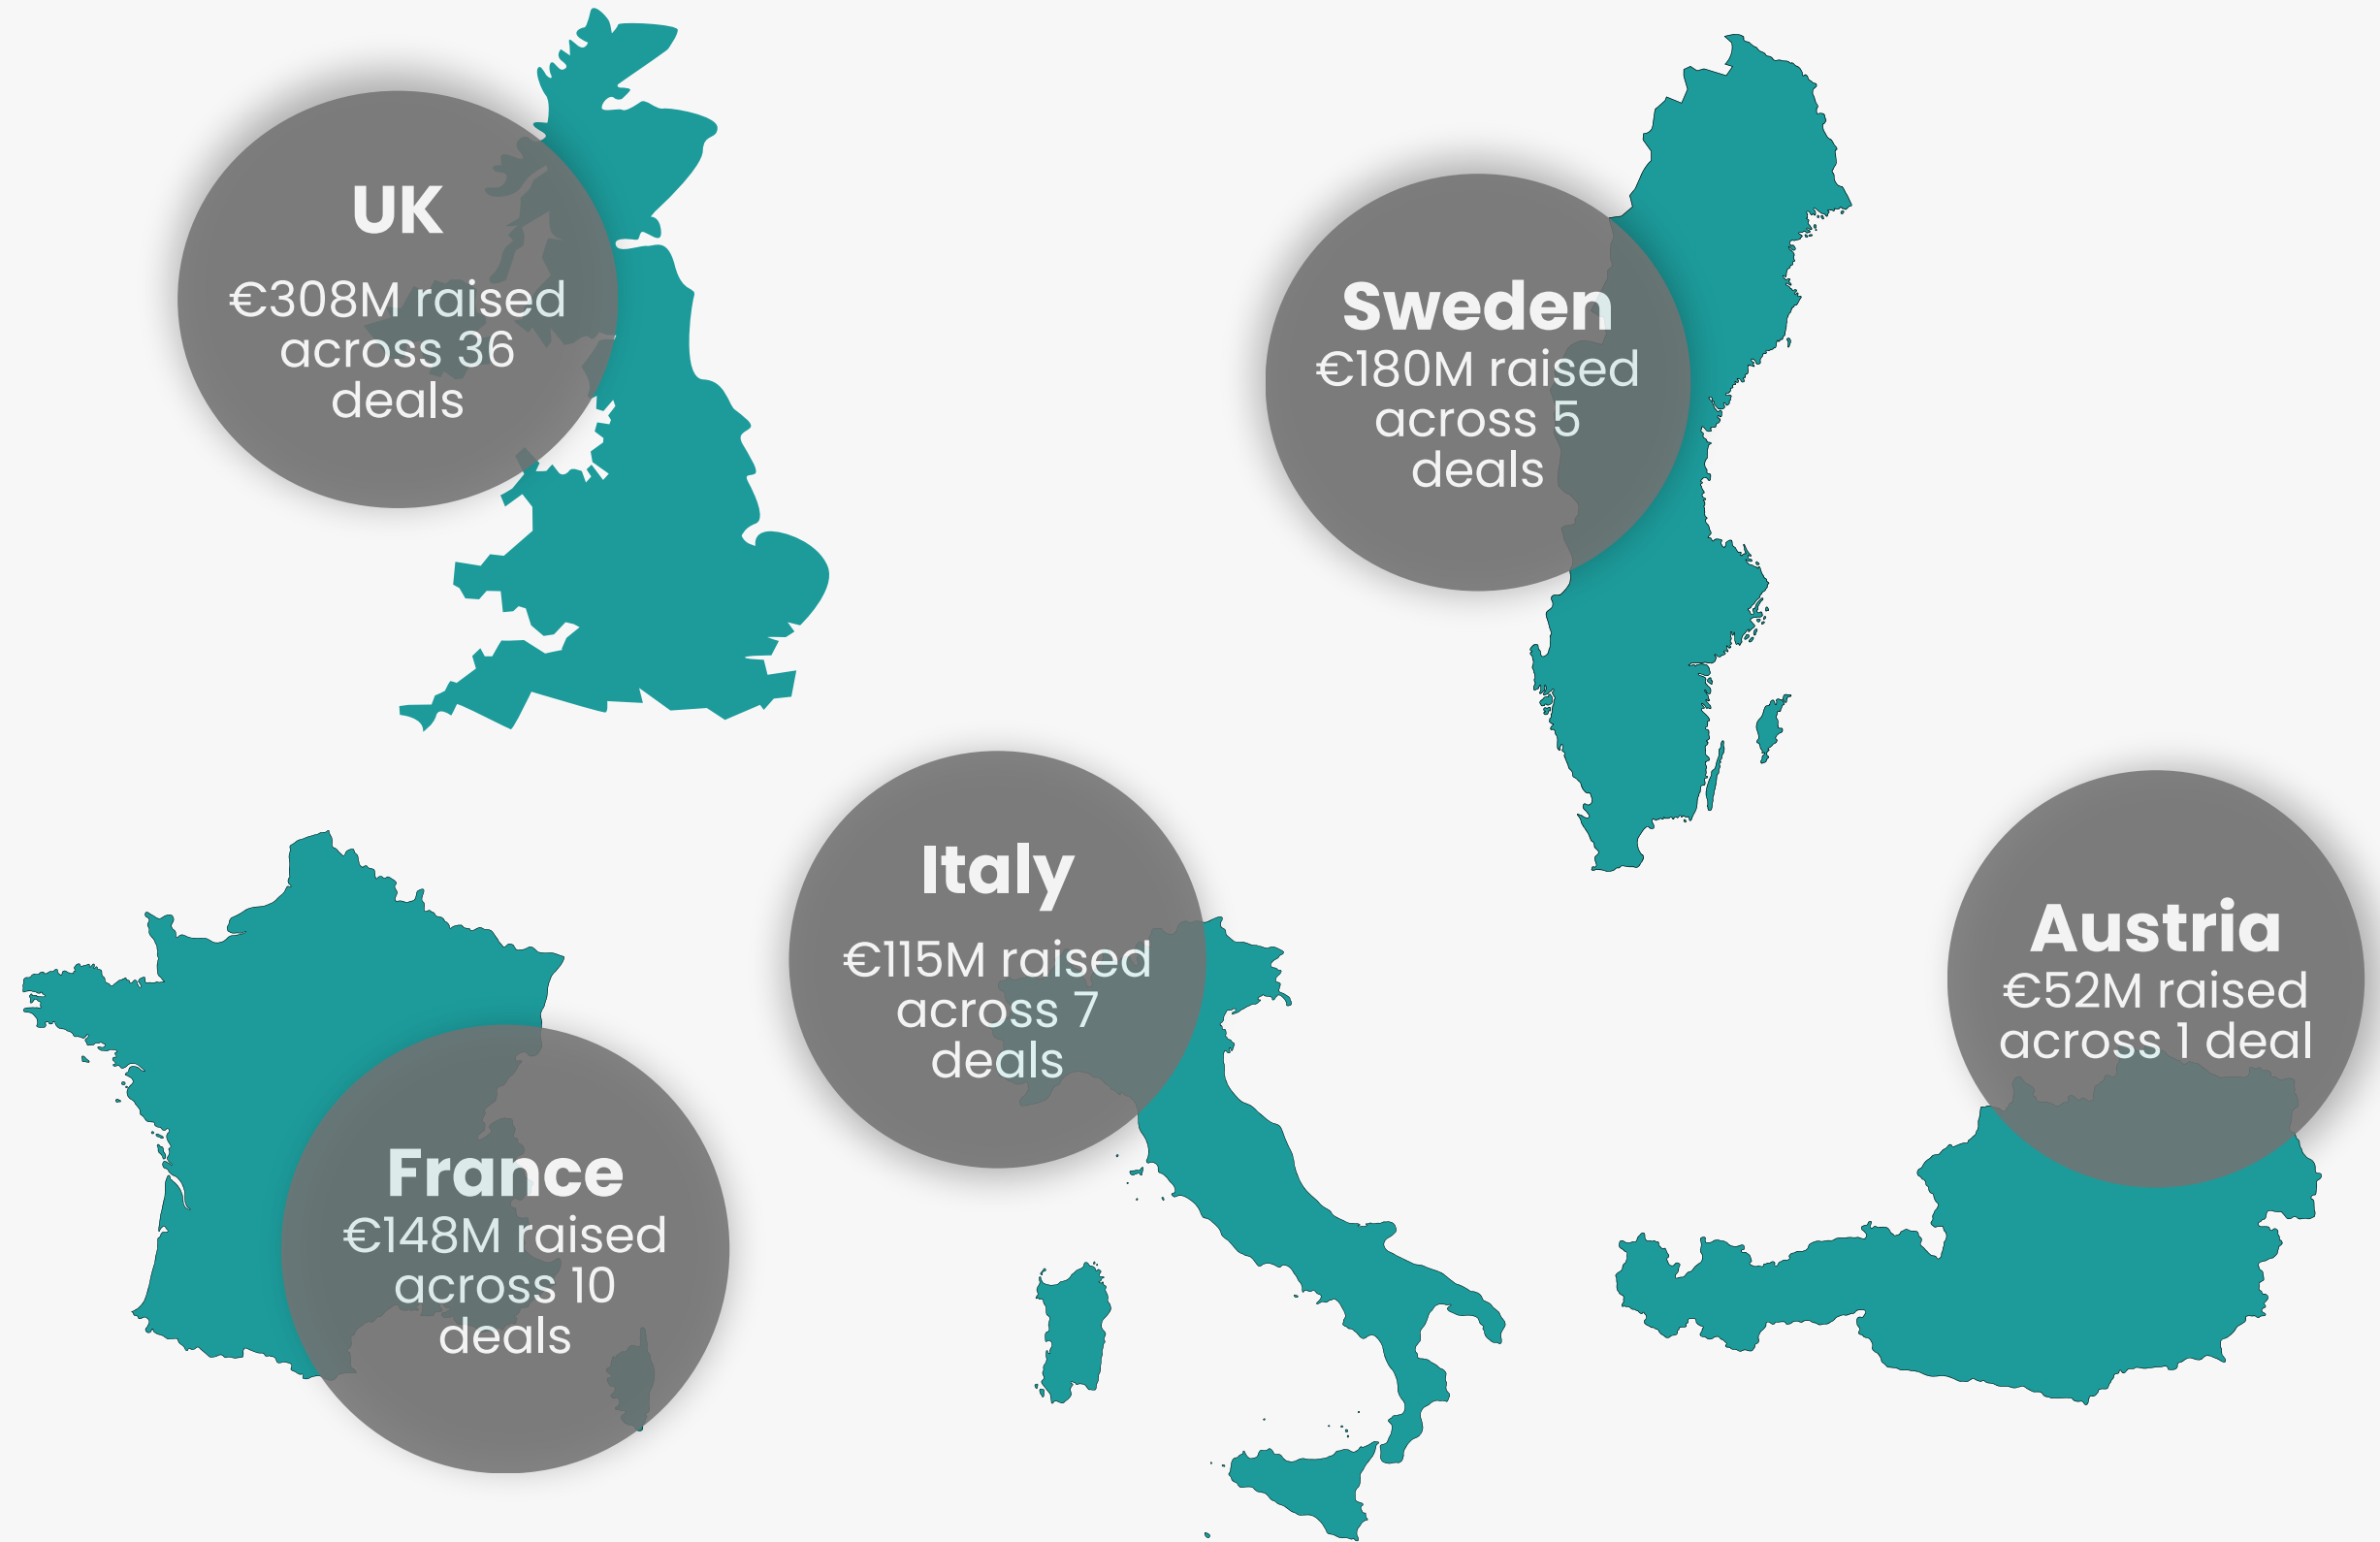 UK
€308M raised
across 36
deals
Sweden
€180M raised
across 5
deals
Italy
€115M raised
across 7
deals
Austria
€52M raised
across 1 deal
France
€148M raised
across 10
deals